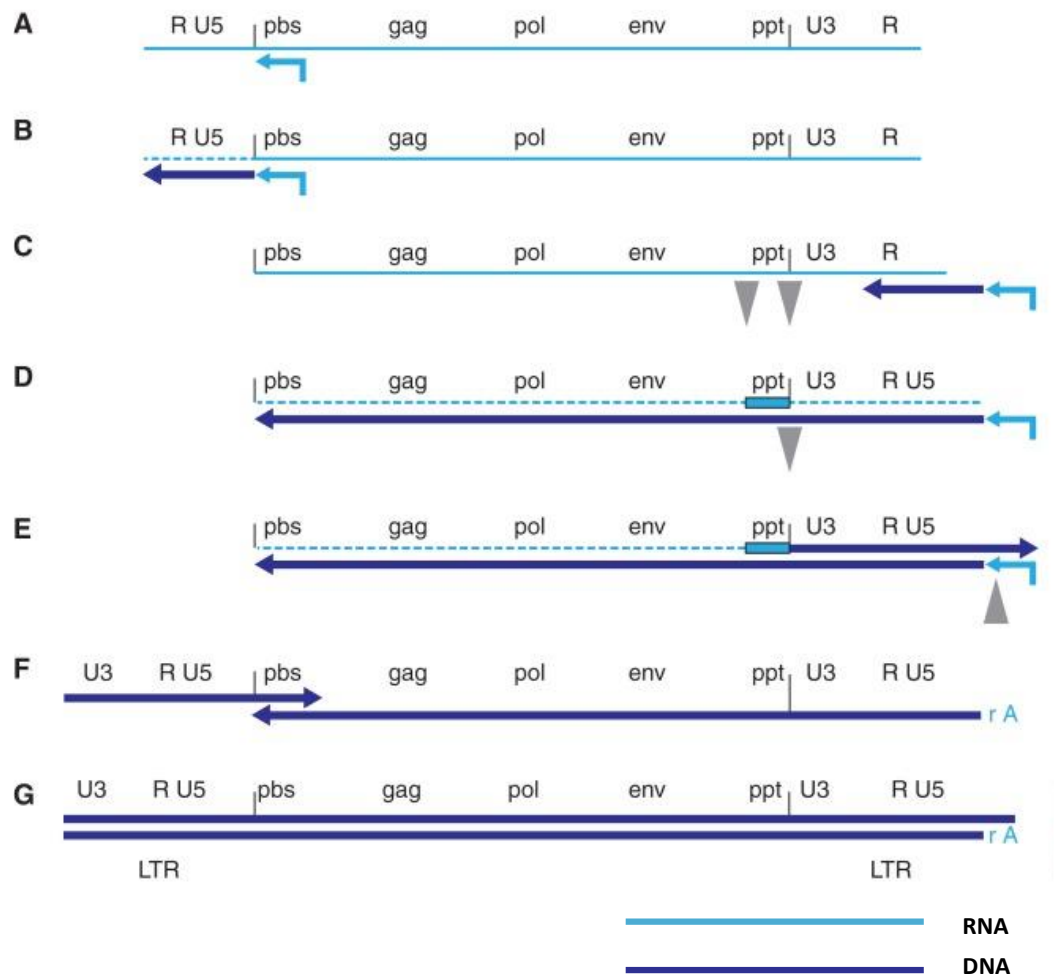 A R U5 pbs gag pol env ppt U3 R
B R U5 pbs gag pol env ppt U3 R
C pbs gag pol env ppt U3 R
D pbs gag pol env ppt U3 R U5
E pbs gag pol env ppt U3 R U5
F U3 R U5 pbs gag pol env ppt U3 R U5
r A
G U3 R U5 pbs gag pol env ppt U3 R U5
r A
LTR LTR
RNA
DNA